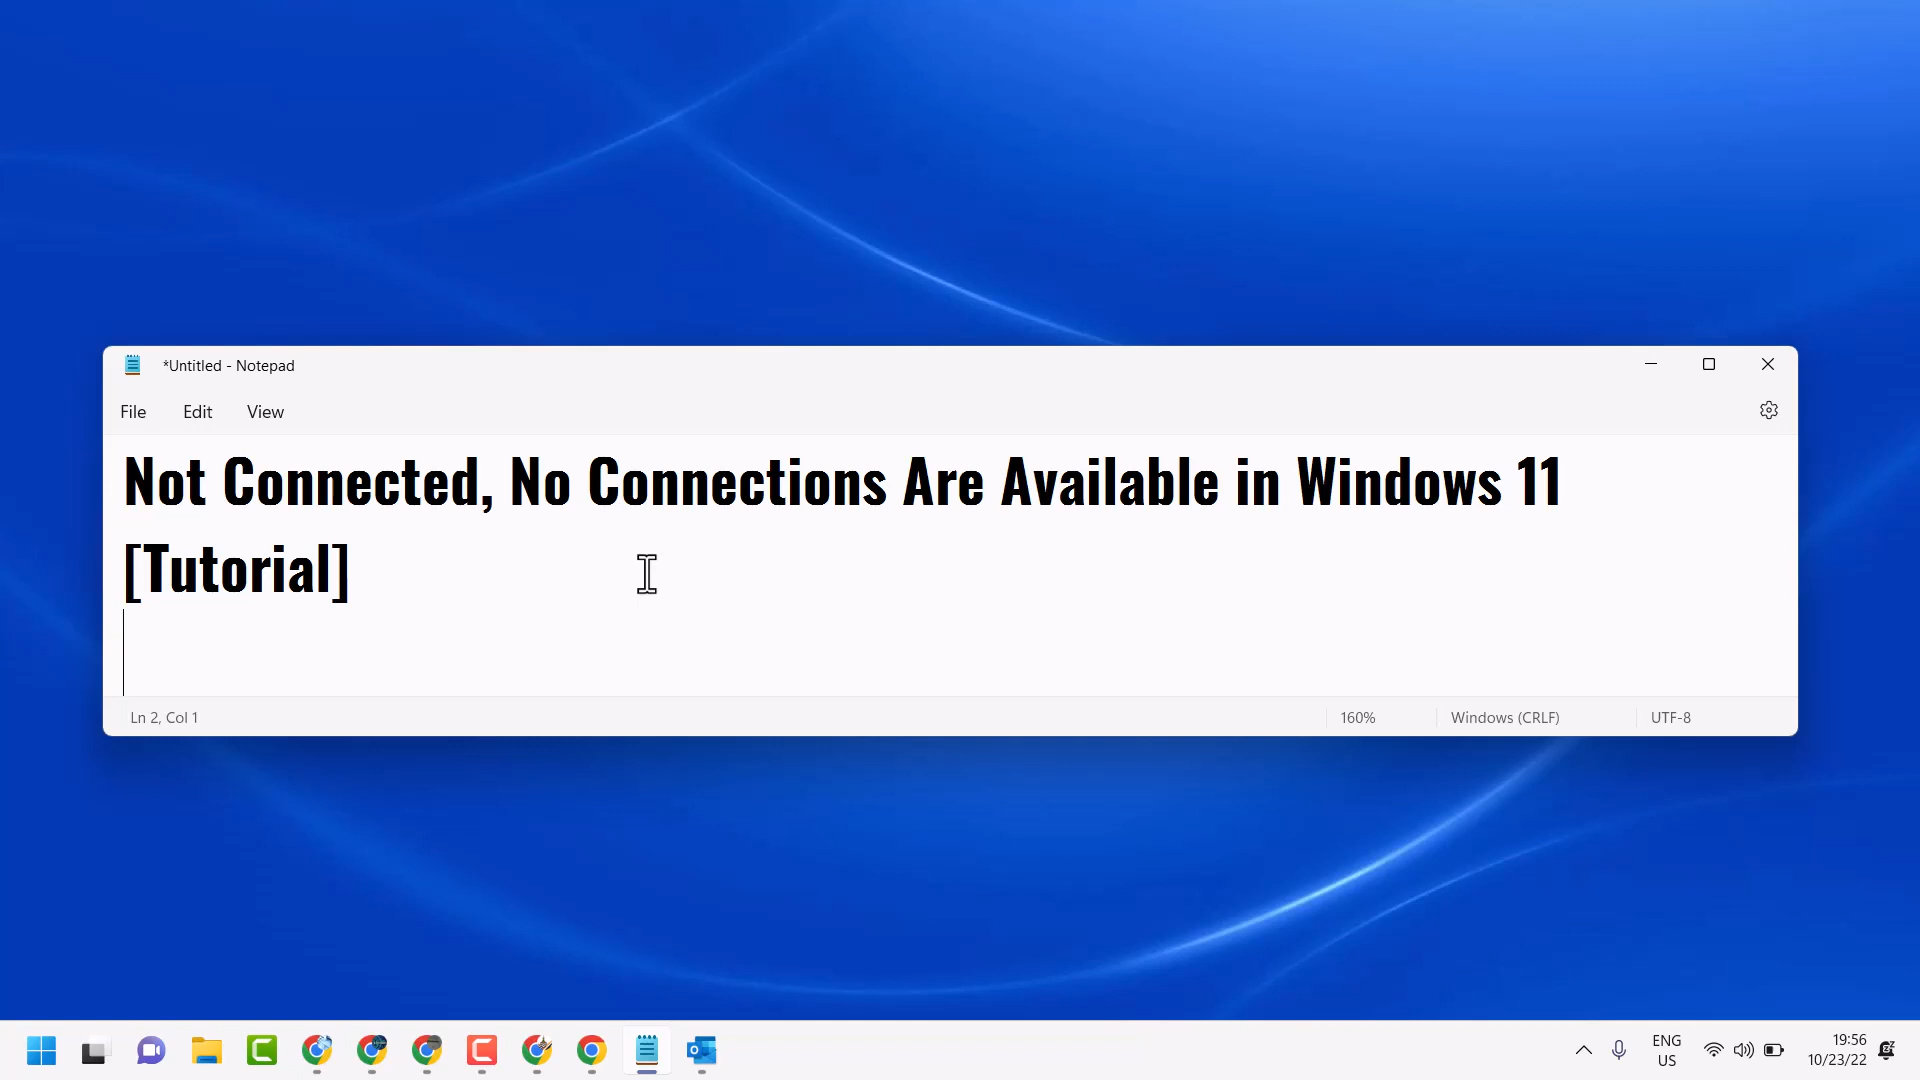 *Untitled - Notepad
File Edit View
Not Connected, No Connections Are Available in Windows 11
[Tutorial]
Ln 2, Col 1 160% Windows (CRLF) UTF-8
ENG 19:56
US 10/23/22